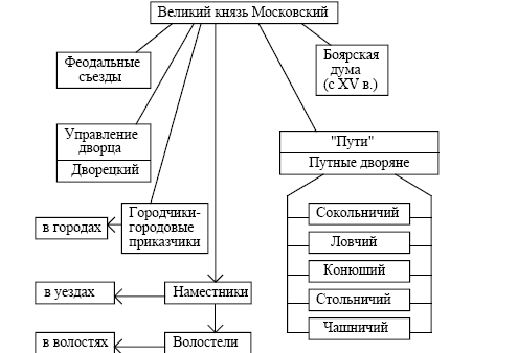 Великий князь Московский
Феодальные
съезды
Боярская
дума
(с XV в.)
Управление
дворца
Дворецкий
"Пути"
Путные дворяне
Городчики-
городовые
приказчики
в городах
Сокольничий
Ловчий
Конюший
Стольничий
Чашничий
в уездах
Наместники
в волостях
Волостели